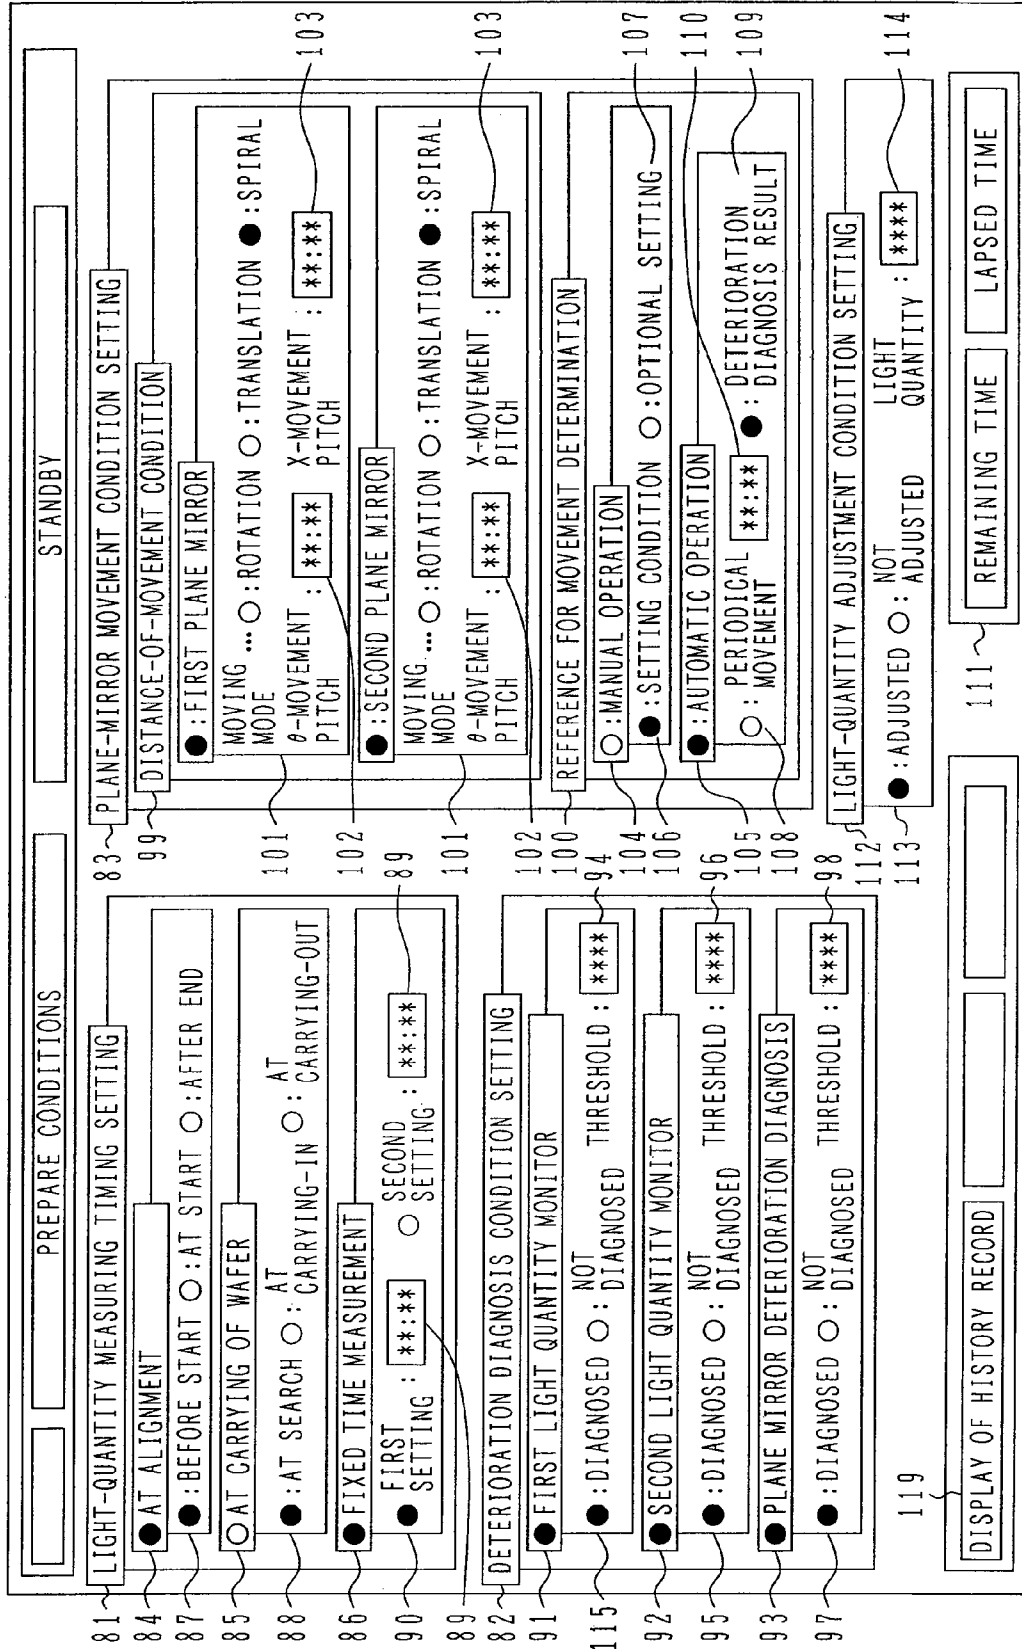 PREPARE CONDITIONS
STANDBY
81
LIGHT-QUANTITY MEASURING TIMING SETTING
84
●AT ALIGNMENT
87
●:BEFORE START ○:AT START ○:AFTER END
85
○AT CARRYING OF WAFER
88
●:AT SEARCH ○: AT CARRYING-IN ○: AT CARRYING-OUT
86
●FIXED TIME MEASUREMENT
90
● FIRST SETTING : **:**
○ SECOND SETTING : **:**
89
89
82
DETERIORATION DIAGNOSIS CONDITION SETTING
91
●FIRST LIGHT QUANTITY MONITOR
115
●:DIAGNOSED ○: NOT DIAGNOSED THRESHOLD : ****
94
92
●SECOND LIGHT QUANTITY MONITOR
95
●:DIAGNOSED ○: NOT DIAGNOSED THRESHOLD : ****
96
93
●PLANE MIRROR DETERIORATION DIAGNOSIS
97
●:DIAGNOSED ○: NOT DIAGNOSED THRESHOLD : ****
98
83
PLANE-MIRROR MOVEMENT CONDITION SETTING
99
DISTANCE-OF-MOVEMENT CONDITION
●:FIRST PLANE MIRROR
101
MOVING MODE ...○:ROTATION ○:TRANSLATION ●:SPIRAL
θ-MOVEMENT PITCH : **:**
X-MOVEMENT PITCH : **:**
102
103
●:SECOND PLANE MIRROR
101
MOVING MODE ...○:ROTATION ○:TRANSLATION ●:SPIRAL
θ-MOVEMENT PITCH : **:**
X-MOVEMENT PITCH : **:**
102
103
100
REFERENCE FOR MOVEMENT DETERMINATION
104
○:MANUAL OPERATION
106
●:SETTING CONDITION ○:OPTIONAL SETTING
107
105
●:AUTOMATIC OPERATION
110
108
○: PERIODICAL MOVEMENT **:**
●: DETERIORATION DIAGNOSIS RESULT
109
112
LIGHT-QUANTITY ADJUSTMENT CONDITION SETTING
113
●:ADJUSTED ○: NOT ADJUSTED
LIGHT QUANTITY : ****
114
119
DISPLAY OF HISTORY RECORD
111
REMAINING TIME
LAPSED TIME